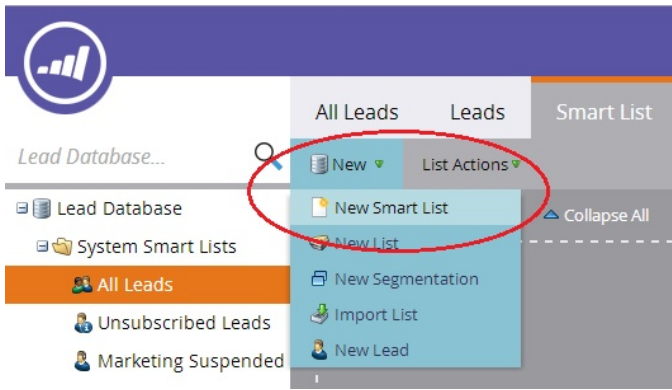 All Leads Leads Smart List
Lead Database...
New List Actions
New Smart List
Collapse All
Lead Database
New List
System Smart Lists
New Segmentation
All Leads
Import List
Unsubscribed Leads
New Lead
Marketing Suspended